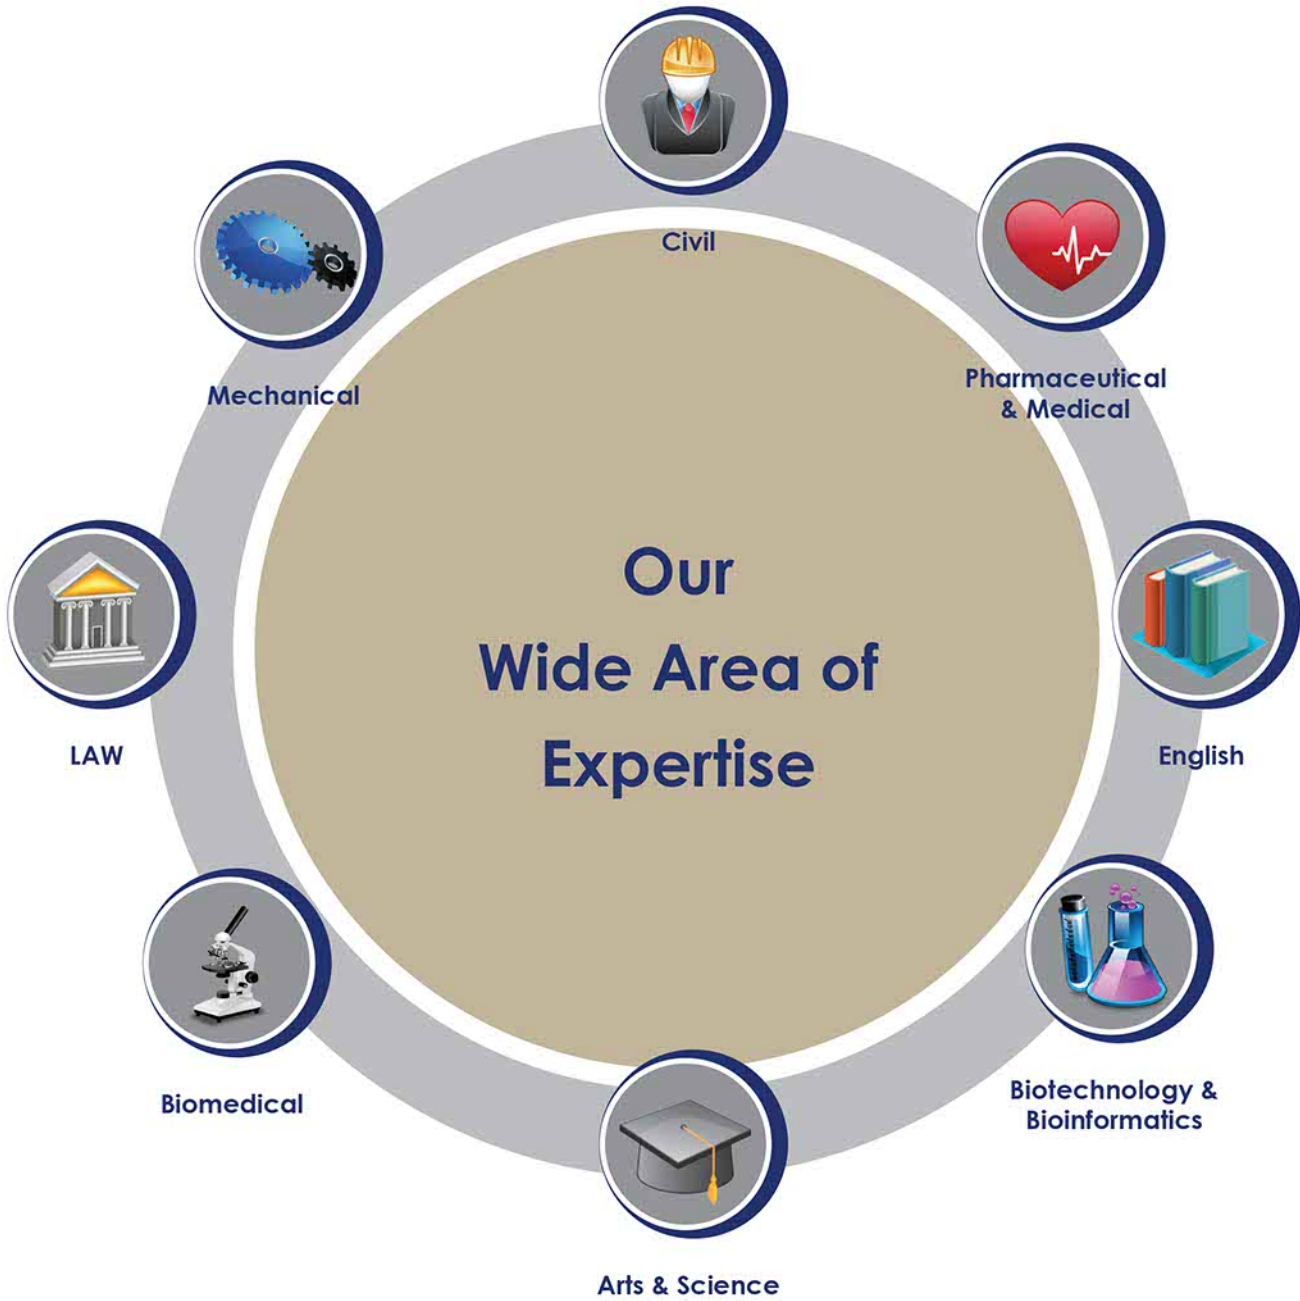 Civil
Pharmaceutical
& Medical
Mechanical
Our
Wide Area of
Expertise
LAW
English
Biomedical
Biotechnology &
Bioinformatics
Arts & Science